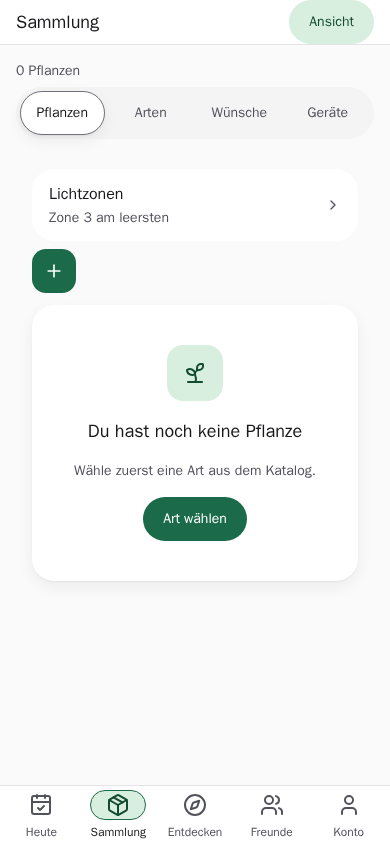 Sammlung
Ansicht
0 Pflanzen
Pflanzen
Arten
Wünsche
Geräte
Lichtzonen
Zone 3 am leersten
Du hast noch keine Pflanze
Wähle zuerst eine Art aus dem Katalog.
Art wählen
Heute
Sammlung
Entdecken
Freunde
Konto